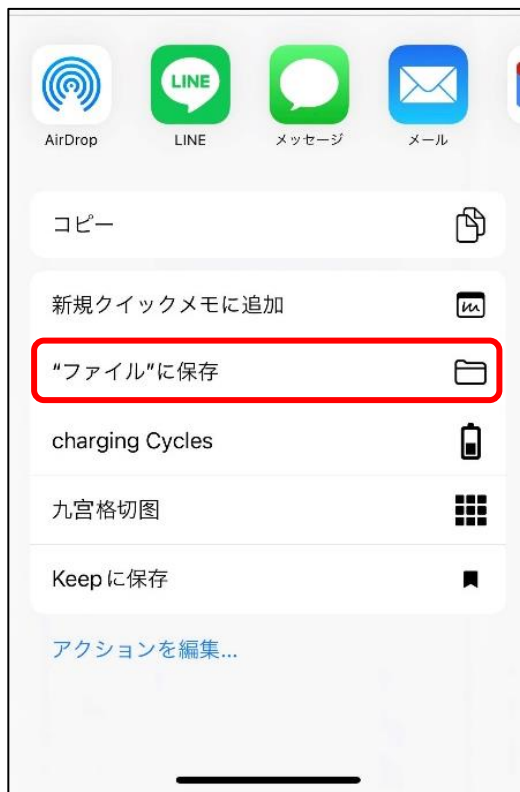 LINE
AirDrop
LINE
メッセージ
メール
コピー
新規クイックメモに追加
“ファイル”に保存
charging Cycles
九宫格切图
Keepに保存
アクションを編集...